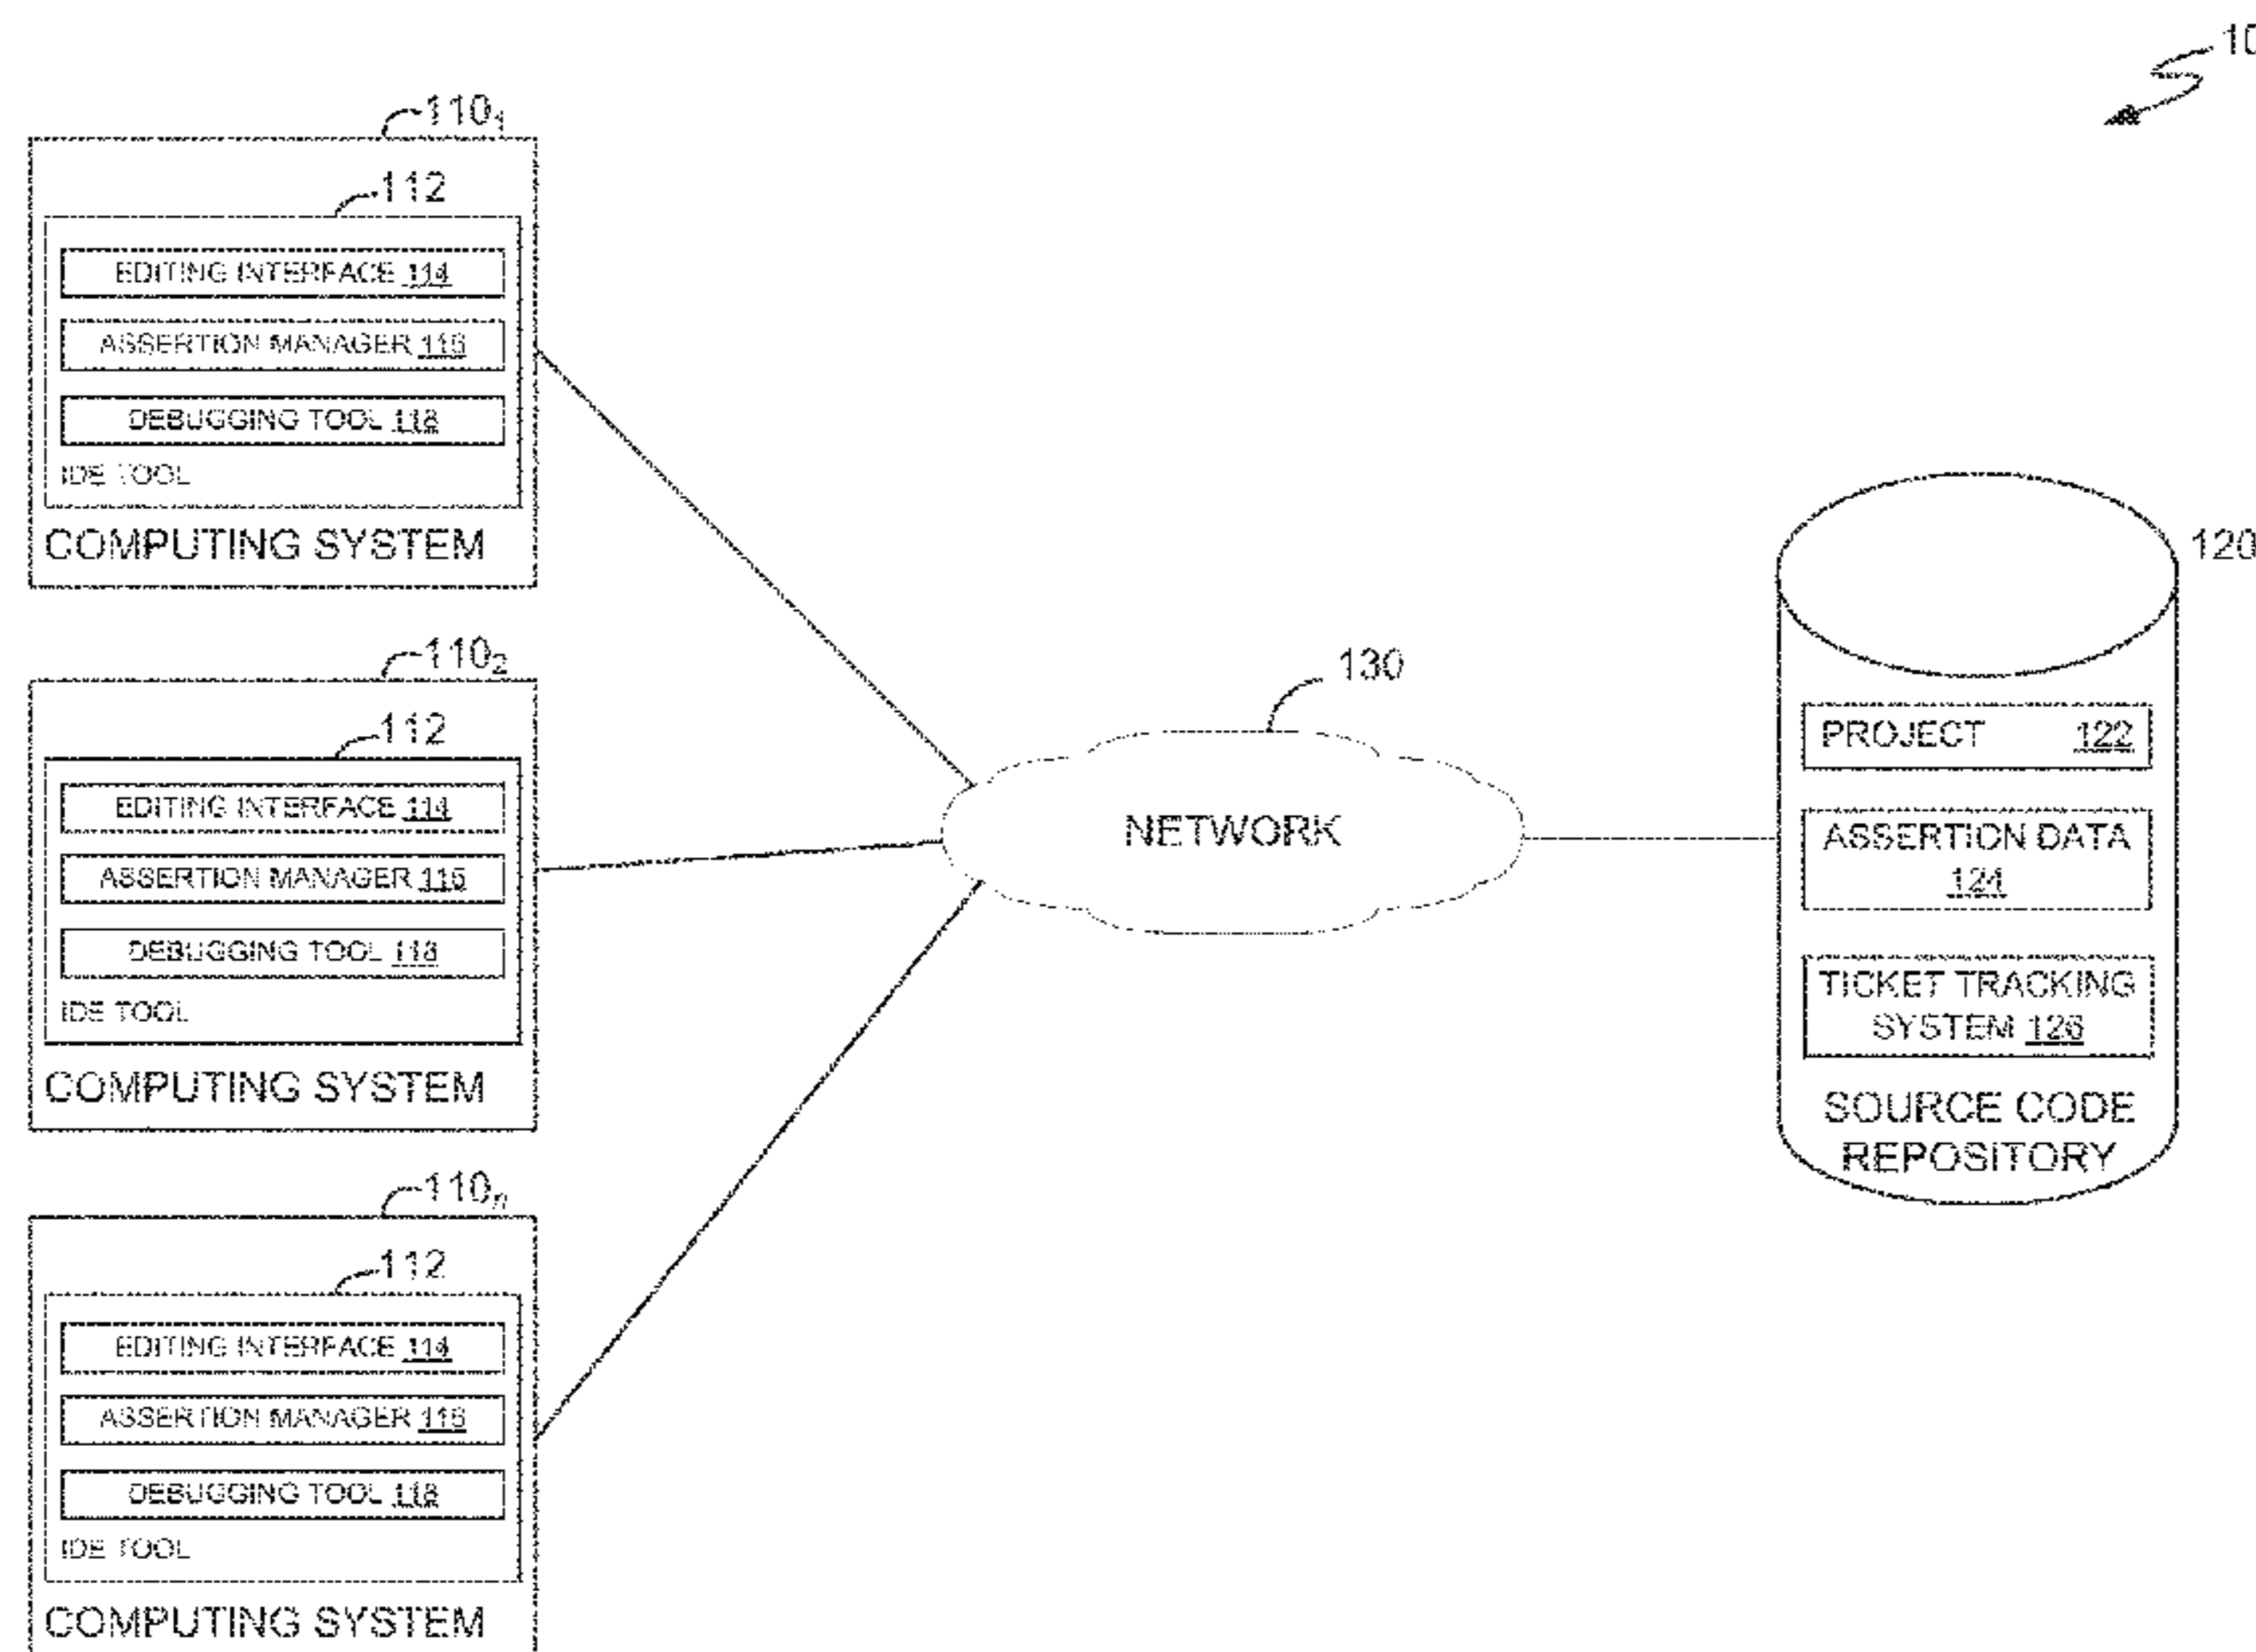 10
110₁
112
EDITING INTERFACE 114
ASSERTION MANAGER 116
DEBUGGING TOOL 118
IDE TOOL
COMPUTING SYSTEM
110₂
112
EDITING INTERFACE 114
ASSERTION MANAGER 116
DEBUGGING TOOL 118
IDE TOOL
COMPUTING SYSTEM
110ₙ
112
EDITING INTERFACE 114
ASSERTION MANAGER 116
DEBUGGING TOOL 118
IDE TOOL
COMPUTING SYSTEM
130
NETWORK
120
PROJECT 122
ASSERTION DATA
124
TICKET TRACKING
SYSTEM 126
SOURCE CODE
REPOSITORY